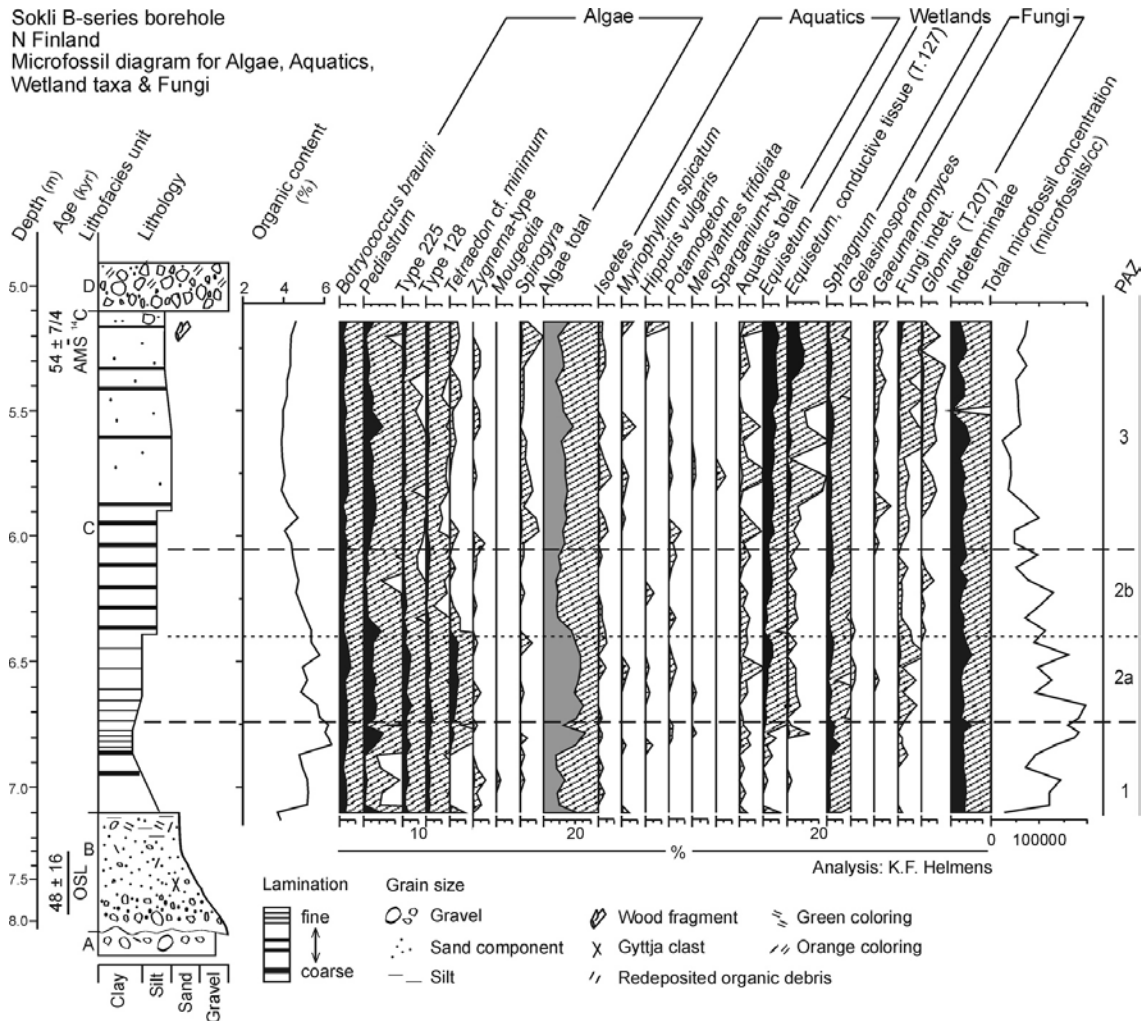 Sokli B-series borehole
N Finland
Microfossil diagram for Algae, Aquatics,
Wetland taxa & Fungi
Algae
Aquatics
Wetlands
Fungi
Depth (m)
Age (kyr)
Lithofacies unit
Lithology
Organic content
(%)
Botryococcus braunii
Pediastrum
Type 225
Type 128
Tetraedon cf. minimum
Zygnema-type
Mougeotia
Spirogyra
Algae total
Isoetes
Myriophyllum spicatum
Hippuris vulgaris
Potamogeton
Menyanthes trifoliata
Sparganium-type
Aquatics total
Equisetum
Equisetum, conductive tissue (T.127)
Sphagnum
Gelasinospora
Gaeumannomyces
Fungi indet.
Glomus (T.207)
Indeterminatae
Total microfossil concentration
(microfossils/cc)
PAZ
2 4 6
5.0
5.5
6.0
6.5
7.0
7.5
8.0
54 ± 7/4
AMS ¹⁴C
48 ± 16
OSL
D
C
B
A
3
2b
2a
1
10
20
20
0 100000
%
Analysis: K.F. Helmens
Clay
Silt
Sand
Gravel
Lamination
fine
coarse
Grain size
Gravel
Sand component
Silt
Wood fragment
Gyttja clast
Redeposited organic debris
Green coloring
Orange coloring